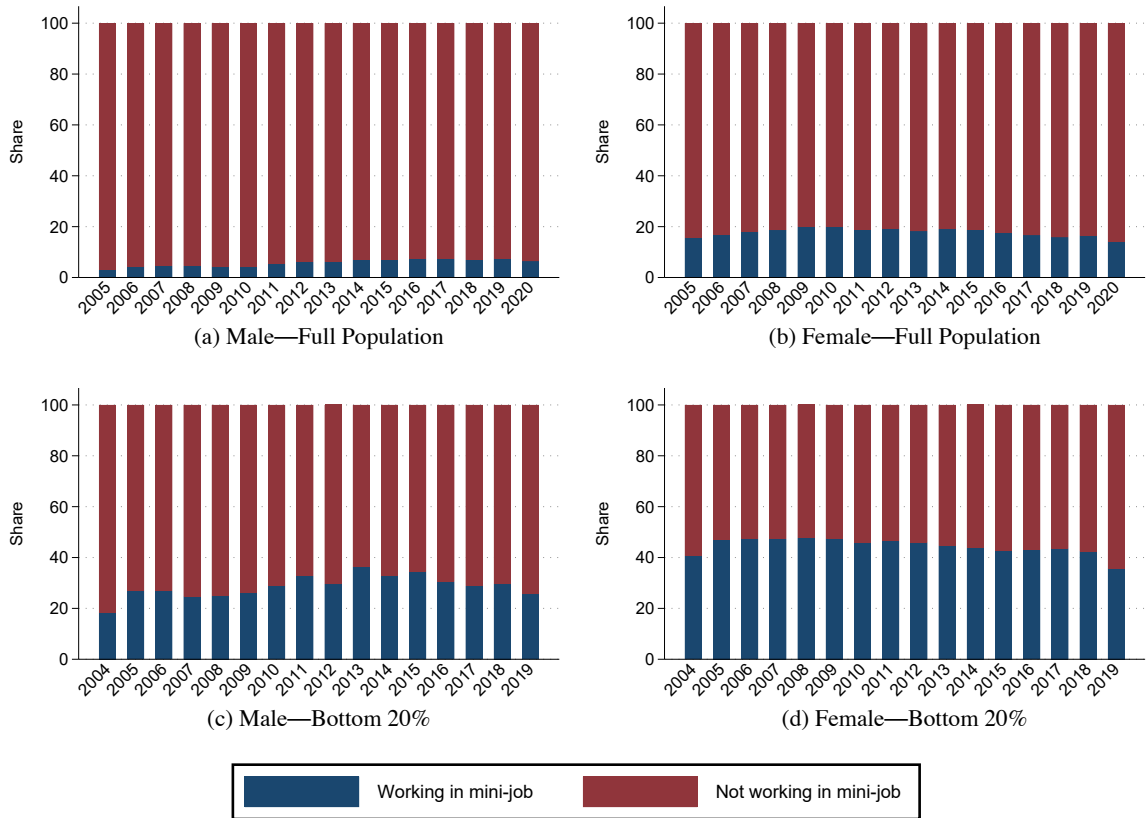 100
80
60
40
20
0
Share
2005 2006 2007 2008 2009 2010 2011 2012 2013 2014 2015 2016 2017 2018 2019 2020
(a) Male—Full Population
100
80
60
40
20
0
Share
2005 2006 2007 2008 2009 2010 2011 2012 2013 2014 2015 2016 2017 2018 2019 2020
(b) Female—Full Population
100
80
60
40
20
0
Share
2004 2005 2006 2007 2008 2009 2010 2011 2012 2013 2014 2015 2016 2017 2018 2019
(c) Male—Bottom 20%
100
80
60
40
20
0
Share
2004 2005 2006 2007 2008 2009 2010 2011 2012 2013 2014 2015 2016 2017 2018 2019
(d) Female—Bottom 20%
Working in mini-job Not working in mini-job